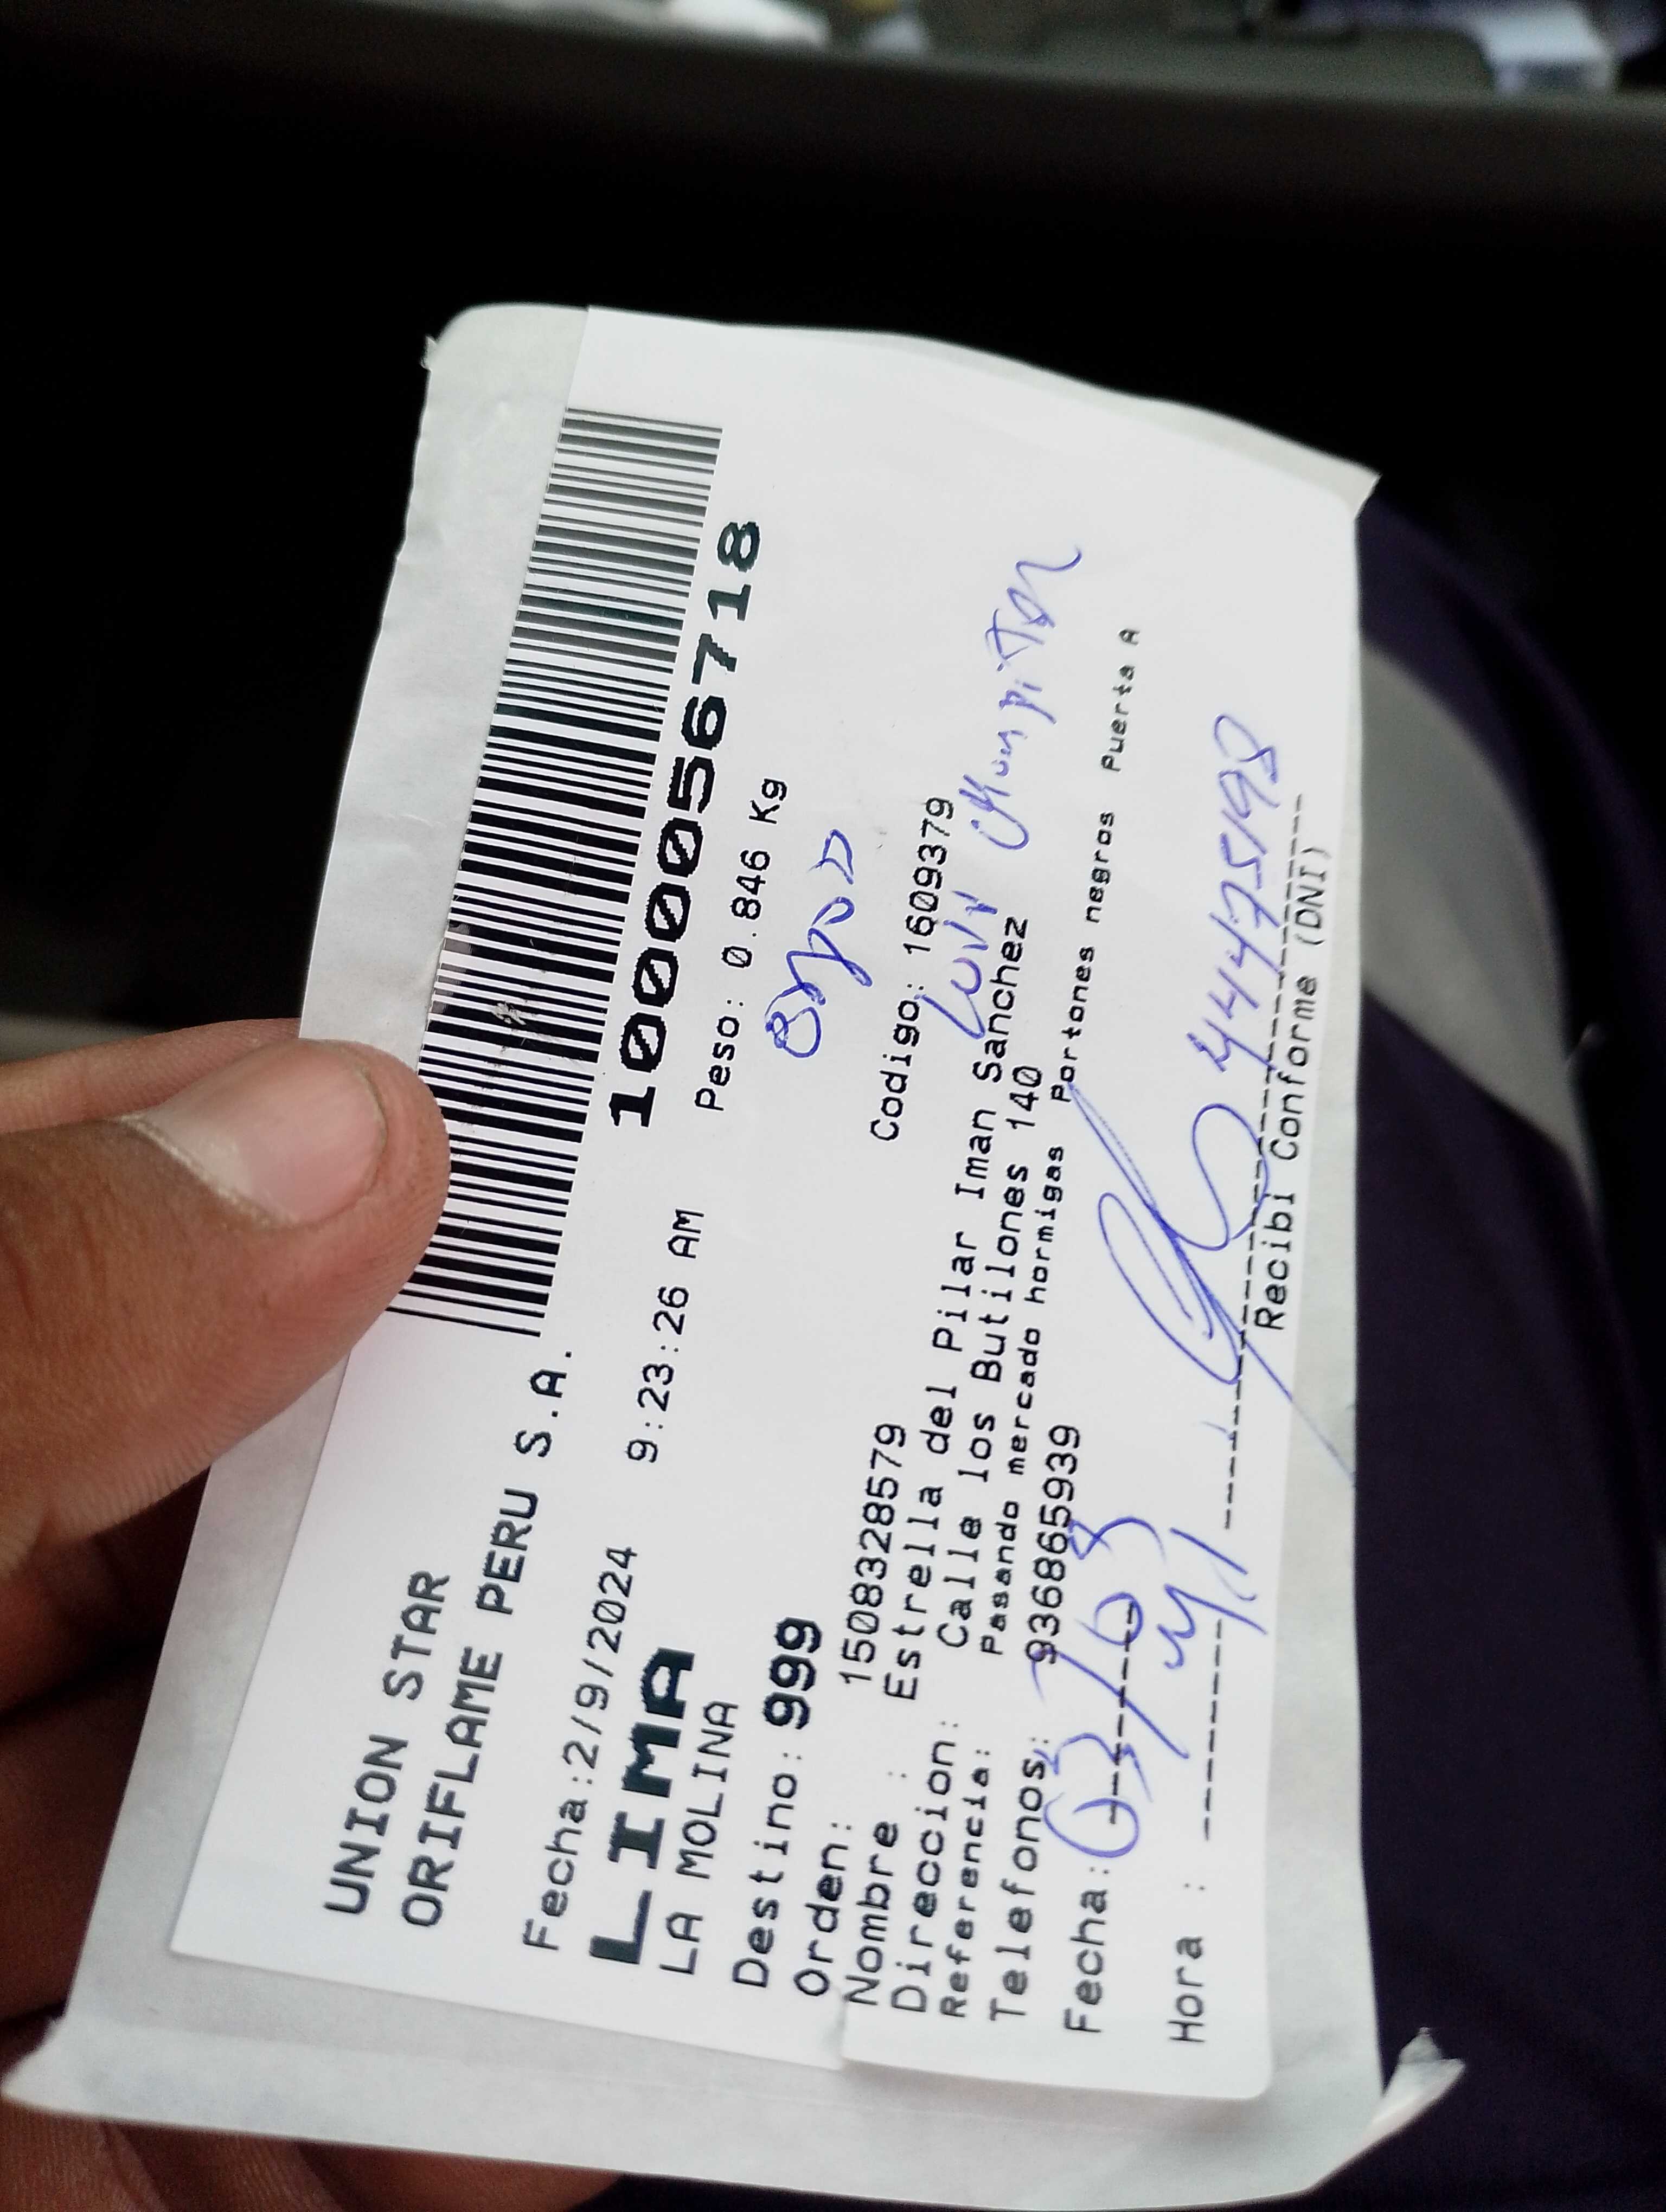 UNION STAR
ORIFLAME PERU S.A.
Fecha:2/9/2024 9:23:26 AM
1000056718
LIMA
Peso: 0.846 Kg
LA MOLINA
Destino: 999
Orden: 1508328579 Codigo: 1609379
Nombre : Estrella del Pilar Iman Sanchez
Direccion: Calle los Butilones 140
Referencia: Pasando mercado hormigas Portones negros Puerta A
Telefonos: 936865939
Fecha:
Hora :
44475198
Recibi Conforme (DNI)